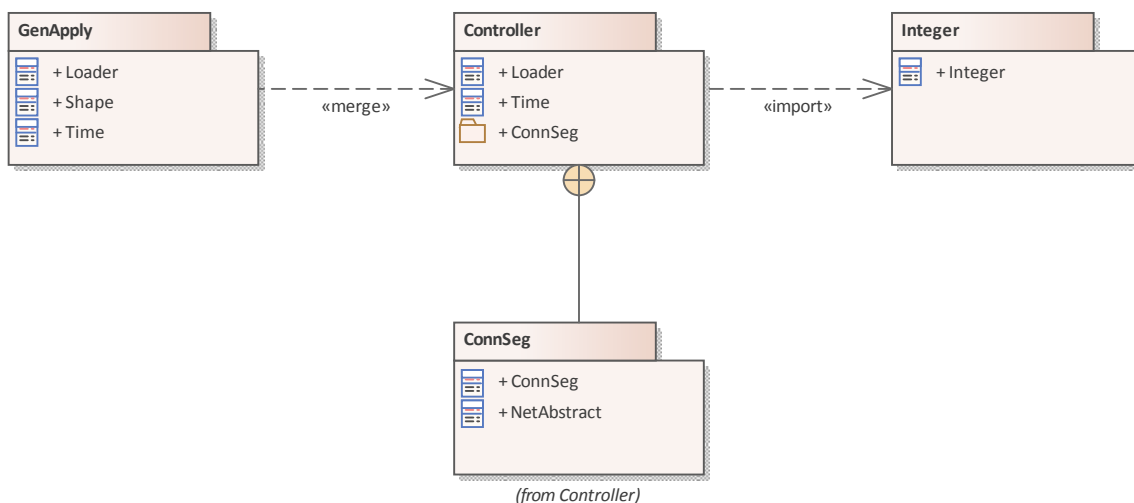 GenApply
+ Loader
+ Shape
+ Time
«merge»
Controller
+ Loader
+ Time
+ ConnSeg
«import»
Integer
+ Integer
ConnSeg
+ ConnSeg
+ NetAbstract
(from Controller)